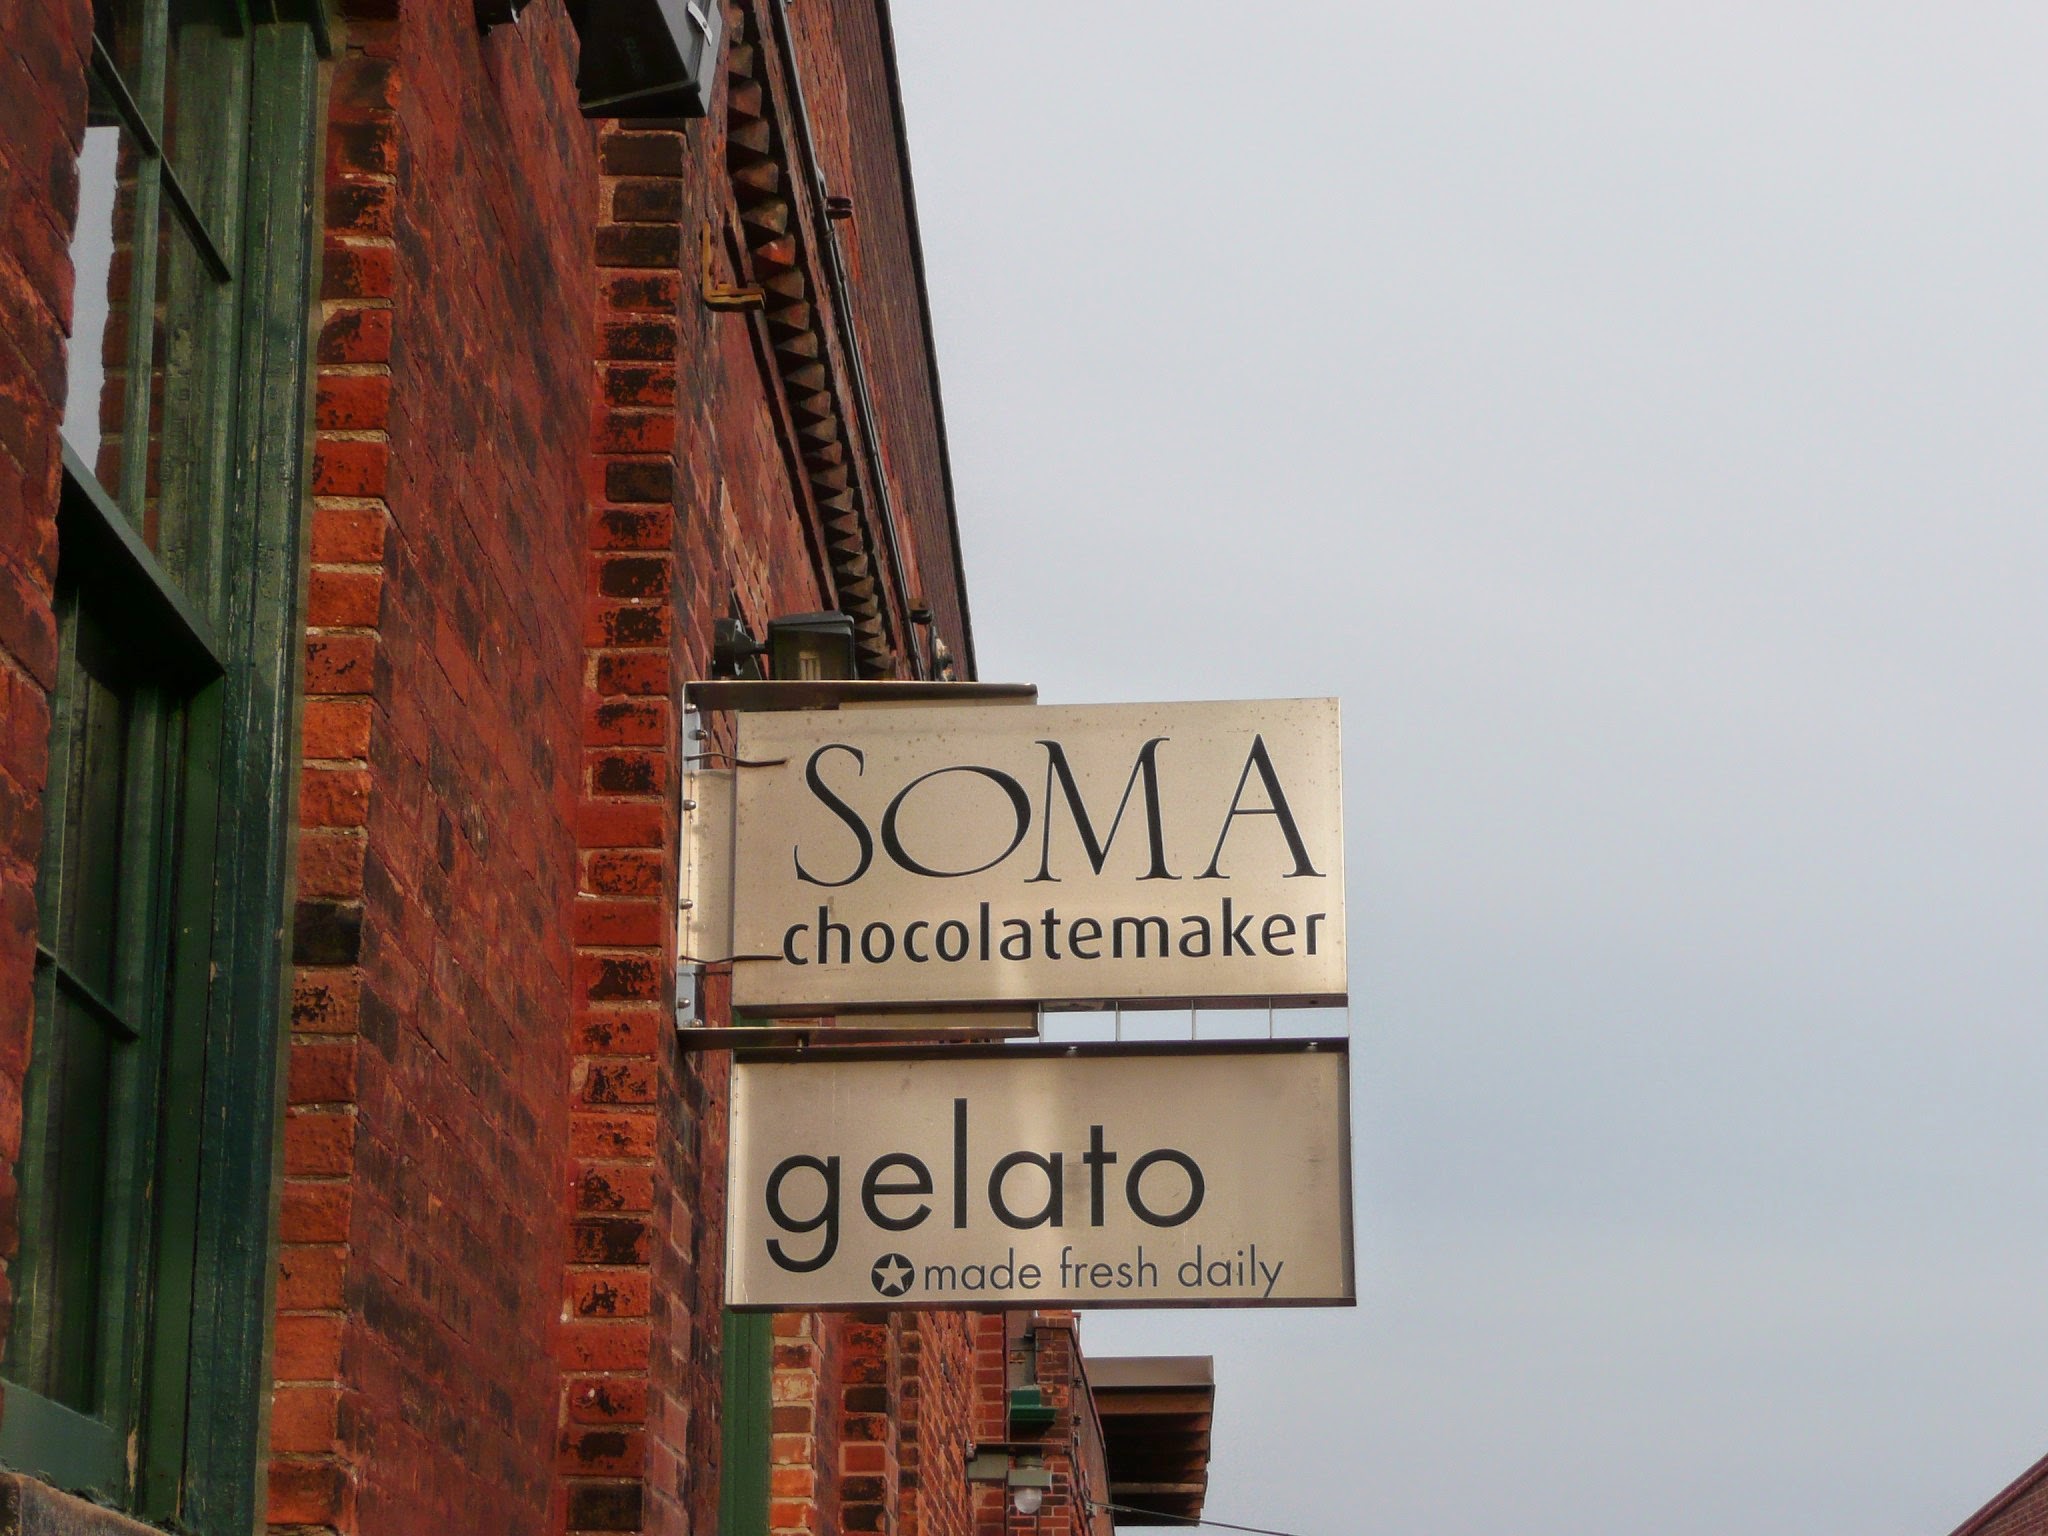 SOMA
chocolatemaker
gelato
made fresh daily